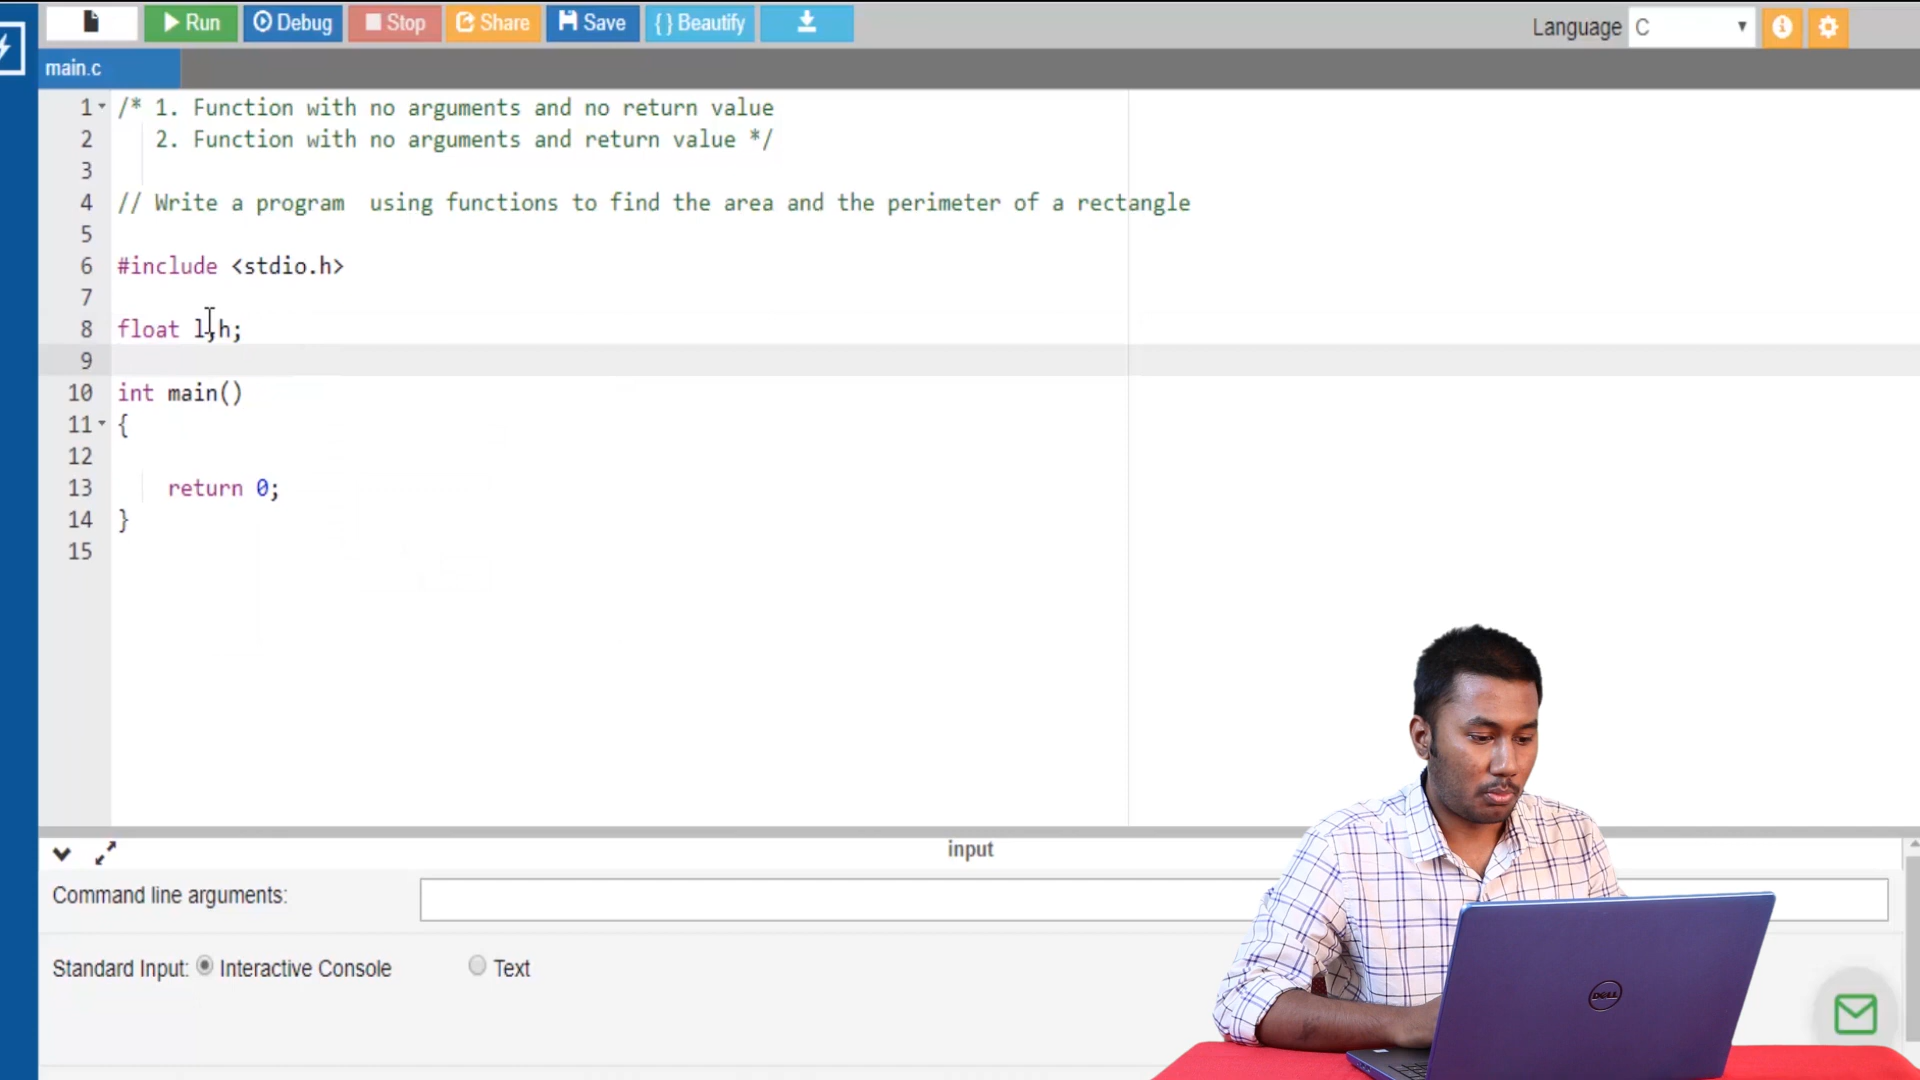 Run Debug Stop Share Save {} Beautify Language C
main.c
1 /* 1. Function with no arguments and no return value
2 2. Function with no arguments and return value */
3
4 // Write a program  using functions to find the area and the perimeter of a rectangle
5
6 #include <stdio.h>
7
8 float l,h;
9
10 int main()
11 {
12
13 return 0;
14 }
15
input
Command line arguments:
Standard Input: Interactive Console Text
DELL